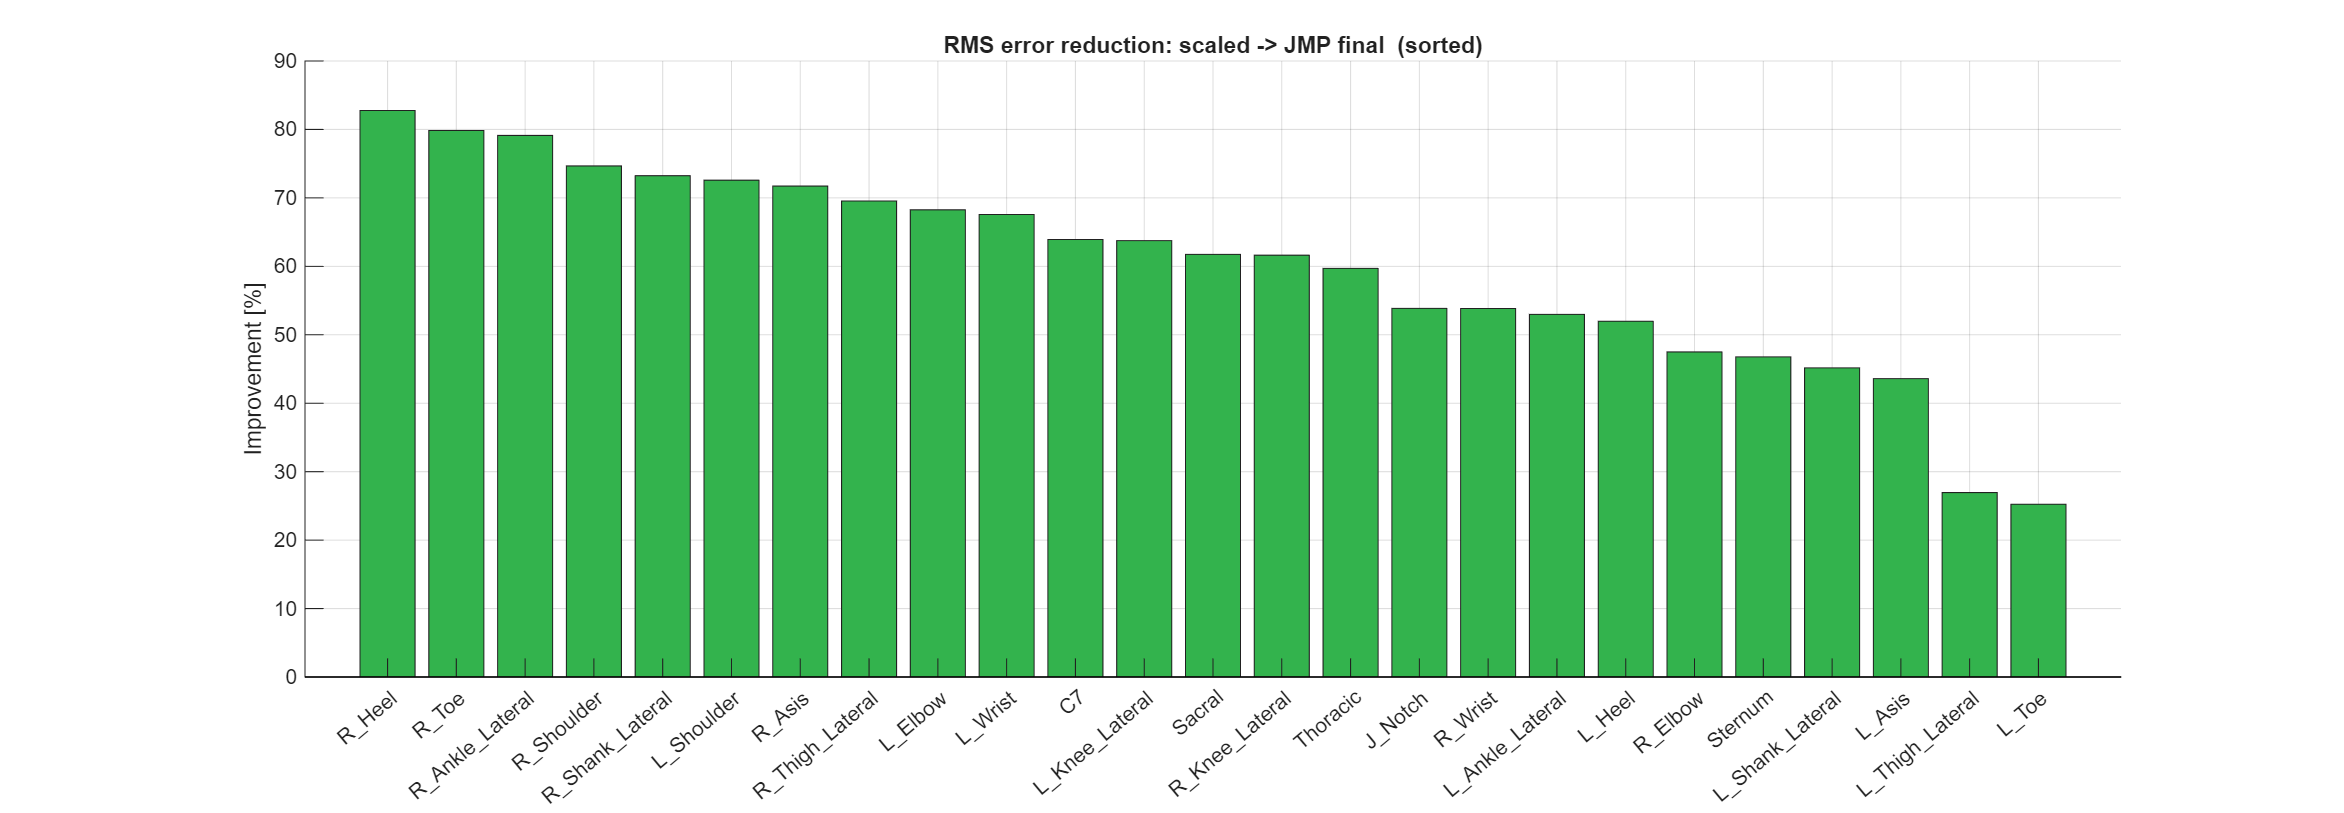 RMS error reduction: scaled -> JMP final  (sorted)
Improvement [%]
90
80
70
60
50
40
30
20
10
0
R_Heel
R_Toe
R_Ankle_Lateral
R_Shoulder
R_Shank_Lateral
L_Shoulder
R_Asis
R_Thigh_Lateral
L_Elbow
L_Wrist
C7
L_Knee_Lateral
Sacral
R_Knee_Lateral
Thoracic
J_Notch
R_Wrist
L_Ankle_Lateral
L_Heel
R_Elbow
Sternum
L_Shank_Lateral
L_Asis
L_Thigh_Lateral
L_Toe